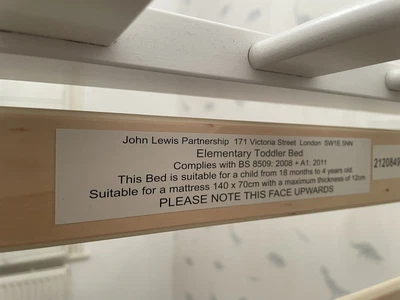 John Lewis Partnership 171 Victoria Street London SW1E 5NN
Elementary Toddler Bed
Complies with BS 8509: 2008 + A1: 2011
This Bed is suitable for a child from 18 months to 4 years old.
Suitable for a mattress 140 x 70cm with a maximum thickness of 12cm
PLEASE NOTE THIS FACE UPWARDS
2120849